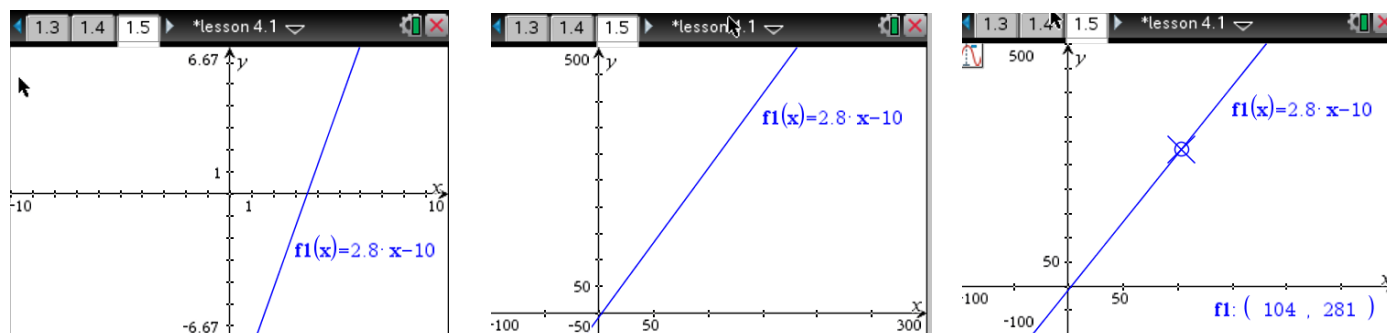 1.3 1.4 1.5 *lesson 4.1
6.67 y
1
x
-10 1 10
f1(x)=2.8·x-10
-6.67
1.3 1.4 1.5 *lesson 4.1
500 y
f1(x)=2.8·x-10
50
x
-100 -50 50 300
1.3 1.4 1.5 *lesson 4.1
500 y
f1(x)=2.8·x-10
50
x
100 50
-100
f1: ( 104 , 281 )